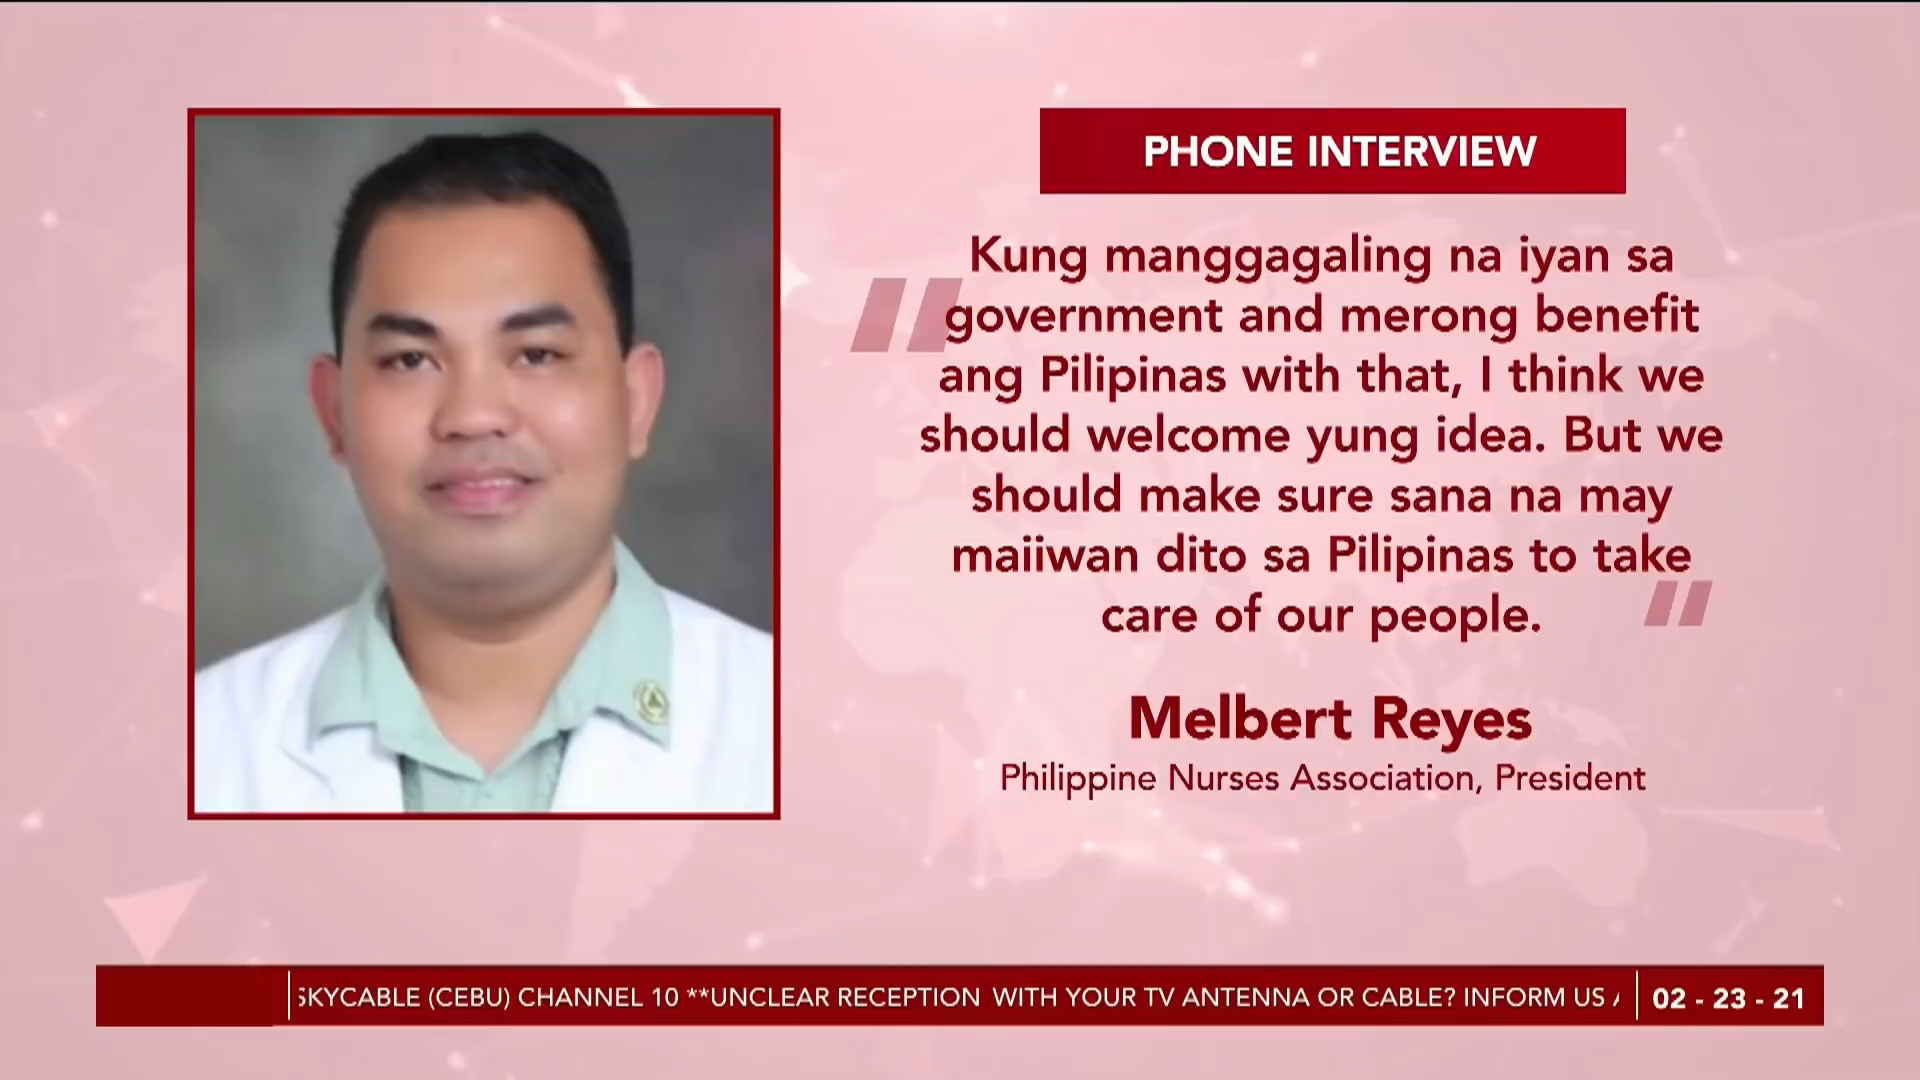 PHONE INTERVIEW
Kung manggagaling na iyan sa
government and merong benefit
ang Pilipinas with that, I think we
should welcome yung idea. But we
should make sure sana na may
maiiwan dito sa Pilipinas to take
care of our people.
Melbert Reyes
Philippine Nurses Association, President
SKYCABLE (CEBU) CHANNEL 10 **UNCLEAR RECEPTION WITH YOUR TV ANTENNA OR CABLE? INFORM US
02 - 23 - 21